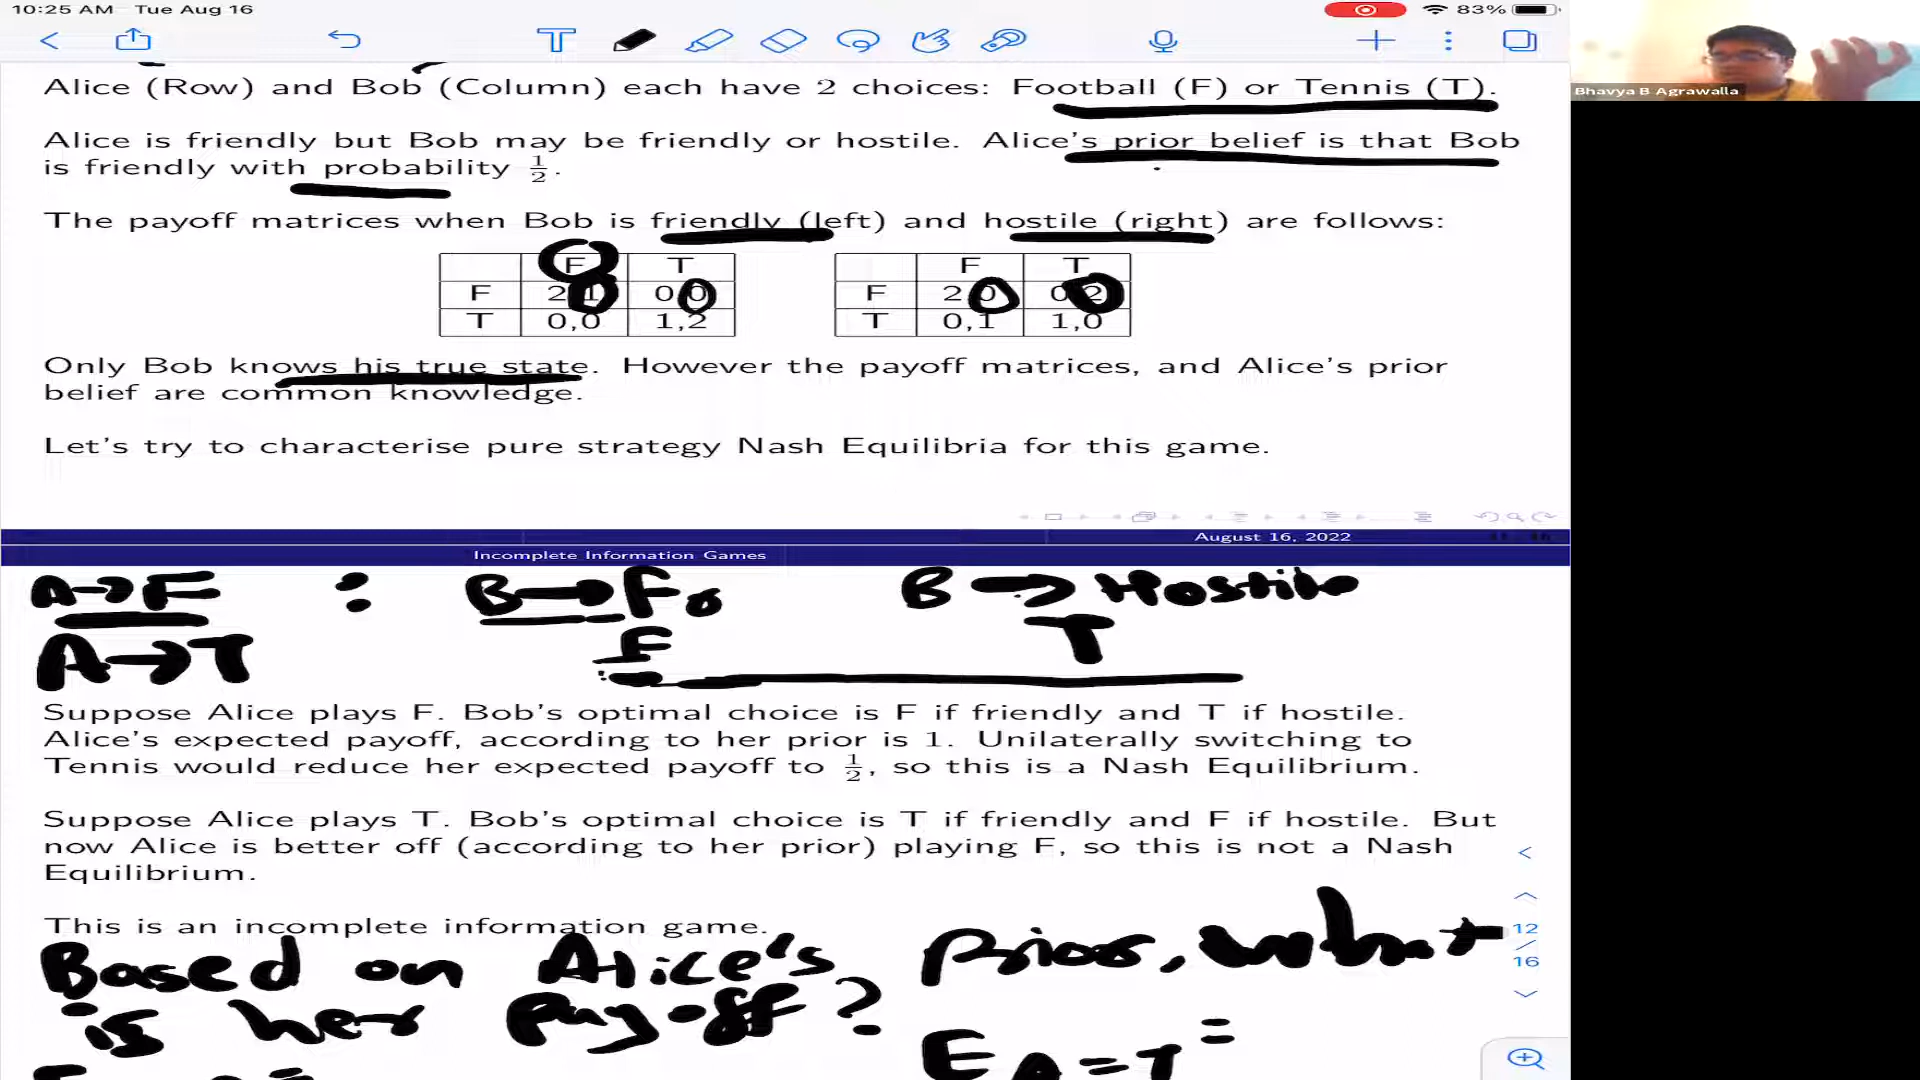 10:25 AM Tue Aug 16
83%
Bhavya B Agrawalla
Alice (Row) and Bob (Column) each have 2 choices: Football (F) or Tennis (T).
Alice is friendly but Bob may be friendly or hostile. Alice's prior belief is that Bob
is friendly with probability 1/2.
The payoff matrices when Bob is friendly (left) and hostile (right) are follows:
F T
F 2,1 0,0
T 0,0 1,2
F T
F 2,0 0,2
T 0,1 1,0
Only Bob knows his true state. However the payoff matrices, and Alice's prior
belief are common knowledge.
Let's try to characterise pure strategy Nash Equilibria for this game.
August 16, 2022
Incomplete Information Games
A→F : B→Fr B→Hostile
A→T F T
Suppose Alice plays F. Bob's optimal choice is F if friendly and T if hostile.
Alice's expected payoff, according to her prior is 1. Unilaterally switching to
Tennis would reduce her expected payoff to 1/2, so this is a Nash Equilibrium.
Suppose Alice plays T. Bob's optimal choice is T if friendly and F if hostile. But
now Alice is better off (according to her prior) playing F, so this is not a Nash
Equilibrium.
This is an incomplete information game.
Based on Alice's Prior, what
is her payoff?
E A=T =
12
/
16